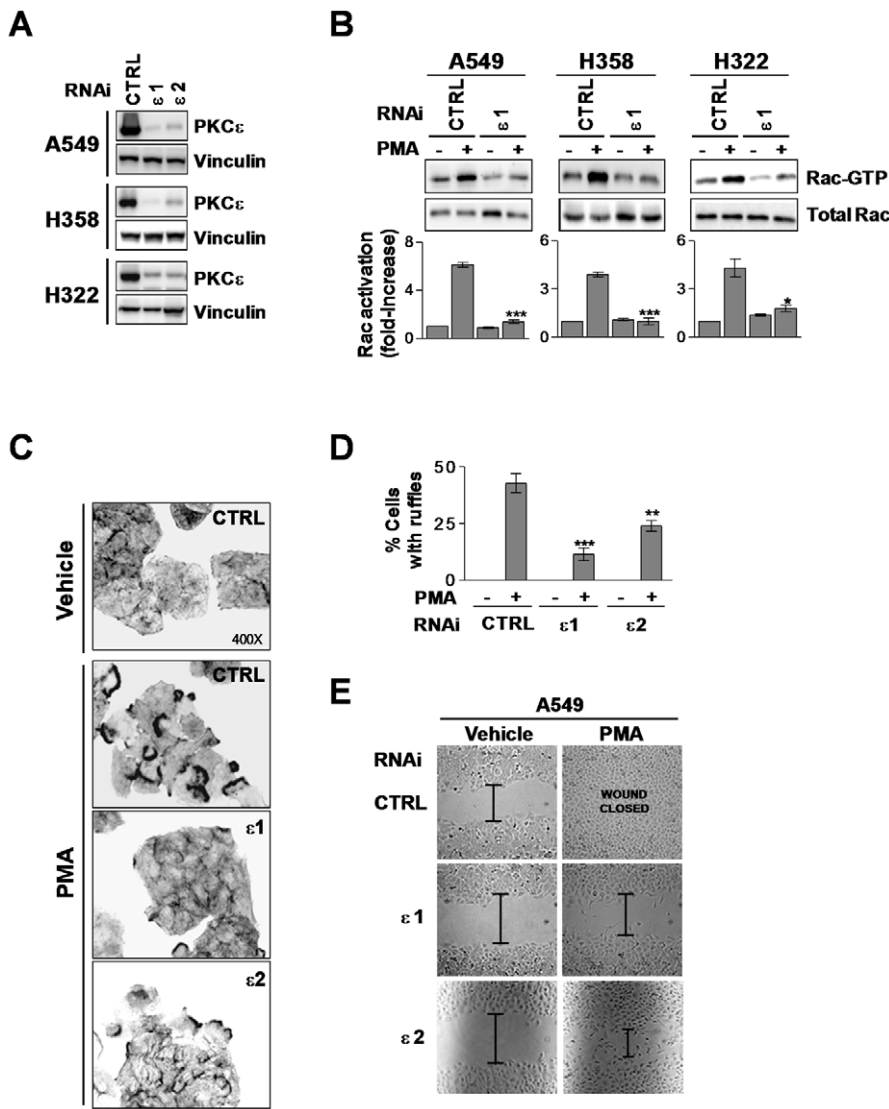 A
RNAi
CTRL
ε1
ε2
A549
PKCε
Vinculin
H358
PKCε
Vinculin
H322
PKCε
Vinculin
B
A549 H358 H322
RNAi
CTRL ε1 CTRL ε1 CTRL ε1
PMA - + - + - + - + - + - +
Rac-GTP
Total Rac
Rac activation
(fold-increase)
8
4
0
***
6
3
0
***
6
3
0
*
C
Vehicle
CTRL
400X
PMA
CTRL
ε1
ε2
D
% Cells
with ruffles
50
25
0
*** **
PMA - + - + - +
RNAi CTRL ε1 ε2
E
A549
Vehicle PMA
RNAi
CTRL
WOUND
CLOSED
ε1
ε2